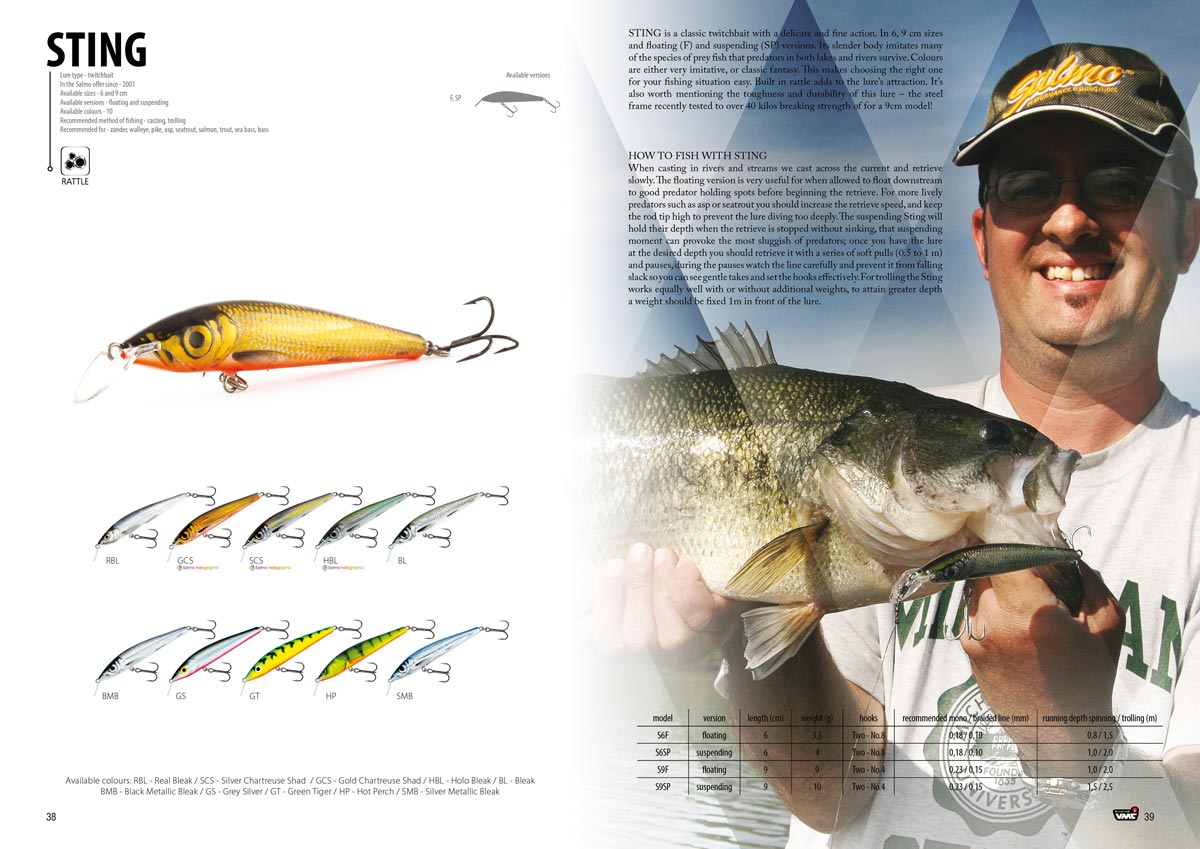 STING
Lure type - twitchbait
In the Salmo offer since - 2001
Available sizes - 6 and 9 cm
Available versions - floating and suspending
Available colours - 10
Recommended method of fishing - casting, trolling
Recommended for - zander, walleye, pike, asp, seatrout, salmon, trout, sea bass, bass
RATTLE
Available versions
F, SP
RBL GCS SCS HBL BL
Salmo holographic Salmo holographic Salmo holographic
BMB GS GT HP SMB
Available colours: RBL - Real Bleak / SCS - Silver Chartreuse Shad / GCS - Gold Chartreuse Shad / HBL - Holo Bleak / BL - Bleak
BMB - Black Metallic Bleak / GS - Grey Silver / GT - Green Tiger / HP - Hot Perch / SMB - Silver Metallic Bleak
38
STING is a classic twitchbait with a delicate and fine action. In 6, 9 cm sizes
and floating (F) and suspending (SP) versions. Its slender body imitates many
of the species of prey fish that predators in both lakes and rivers survive. Colours
are either very imitative, or classic fantasy. This makes choosing the right one
for your fishing situation easy. Built in rattle adds to the lure's attraction. It's
also worth mentioning the toughness and durability of this lure – the steel
frame recently tested to over 40 kilos breaking strength of for a 9cm model!
HOW TO FISH WITH STING
When casting in rivers and streams we cast across the current and retrieve
slowly. The floating version is very useful for when allowed to float downstream
to good predator holding spots before beginning the retrieve. For more lively
predators such as asp or seatrout you should increase the retrieve speed, and keep
the rod tip high to prevent the lure diving too deeply. The suspending Sting will
hold their depth when the retrieve is stopped without sinking, that suspending
moment can provoke the most sluggish of predators; once you have the lure
at the desired depth you should retrieve it with a series of soft pulls (0.5 to 1 m)
and pauses, during the pauses watch the line carefully and prevent it from falling
slack so you can see gentle takes and set the hooks effectively. For trolling the Sting
works equally well with or without additional weights, to attain greater depth
a weight should be fixed 1m in front of the lure.
Salmo
PERFORMANCE FISHING LURES
model version length (cm) weight (g) hooks recommended mono / braided line (mm) running depth spinning / trolling (m)
S6F floating 6 3,5 Two - No.8 0,18 / 0,10 0,8 / 1,5
S6SP suspending 6 4 Two - No.8 0,18 / 0,10 1,0 / 2,0
S9F floating 9 9 Two - No.4 0,23 / 0,15 1,0 / 2,0
S9SP suspending 9 10 Two - No.4 0,23 / 0,15 1,5 / 2,5
FOUND
1855
IVERS
VMC
39